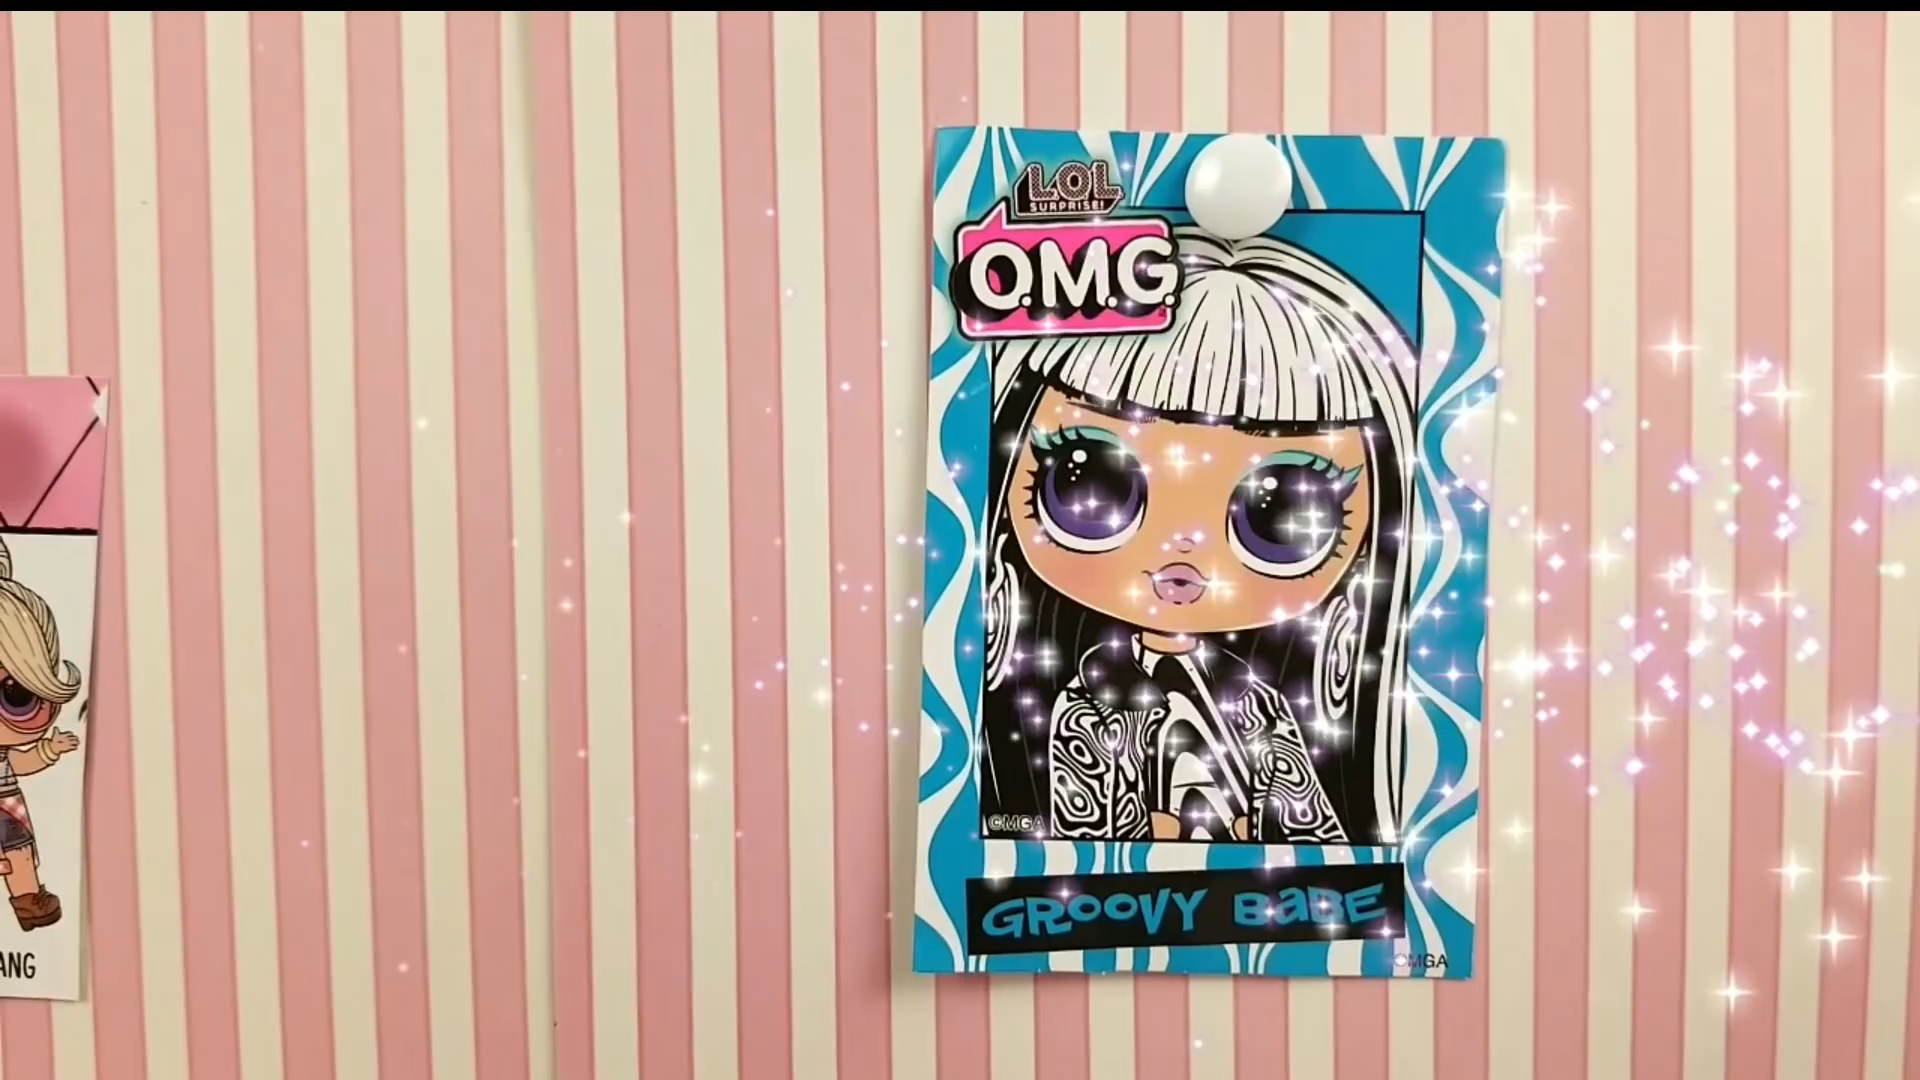 L.O.L.
SURPRISE!
O.M.G.
©MGA
GROOVY BABE
©MGA
ANG